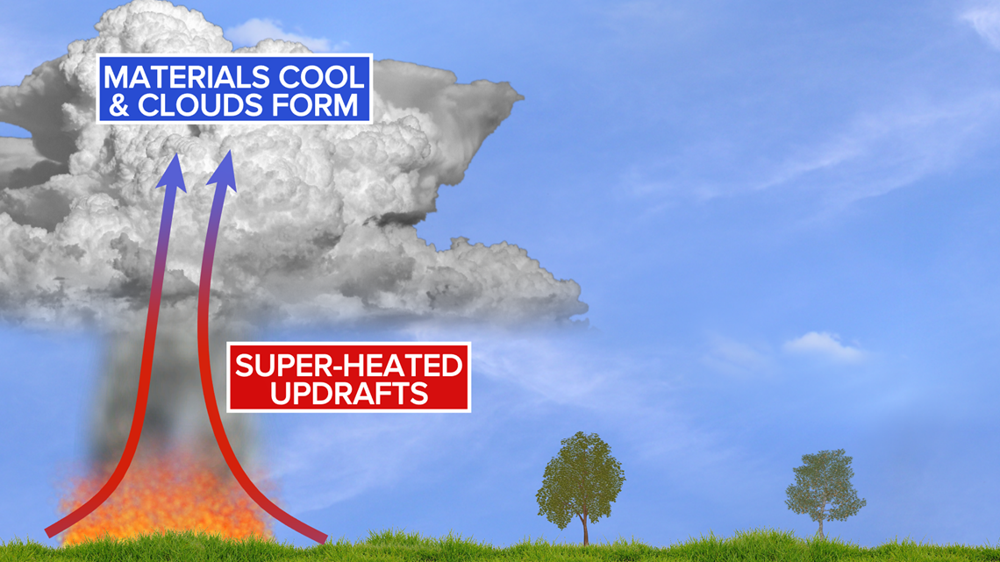 MATERIALS COOL
& CLOUDS FORM
SUPER-HEATED
UPDRAFTS